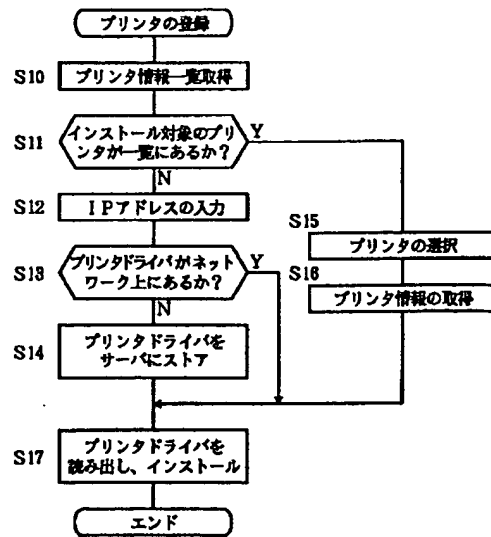 プリンタの登録
S10
プリンタ情報一覧取得
S11
インストール対象のプリ
ンタが一覧にあるか?
Y
N
S12
IPアドレスの入力
S13
プリンタドライバがネット
ワーク上にあるか?
Y
N
S14
プリンタドライバを
サーバにストア
S15
プリンタの選択
S16
プリンタ情報の取得
S17
プリンタドライバを
読み出し、インストール
エンド